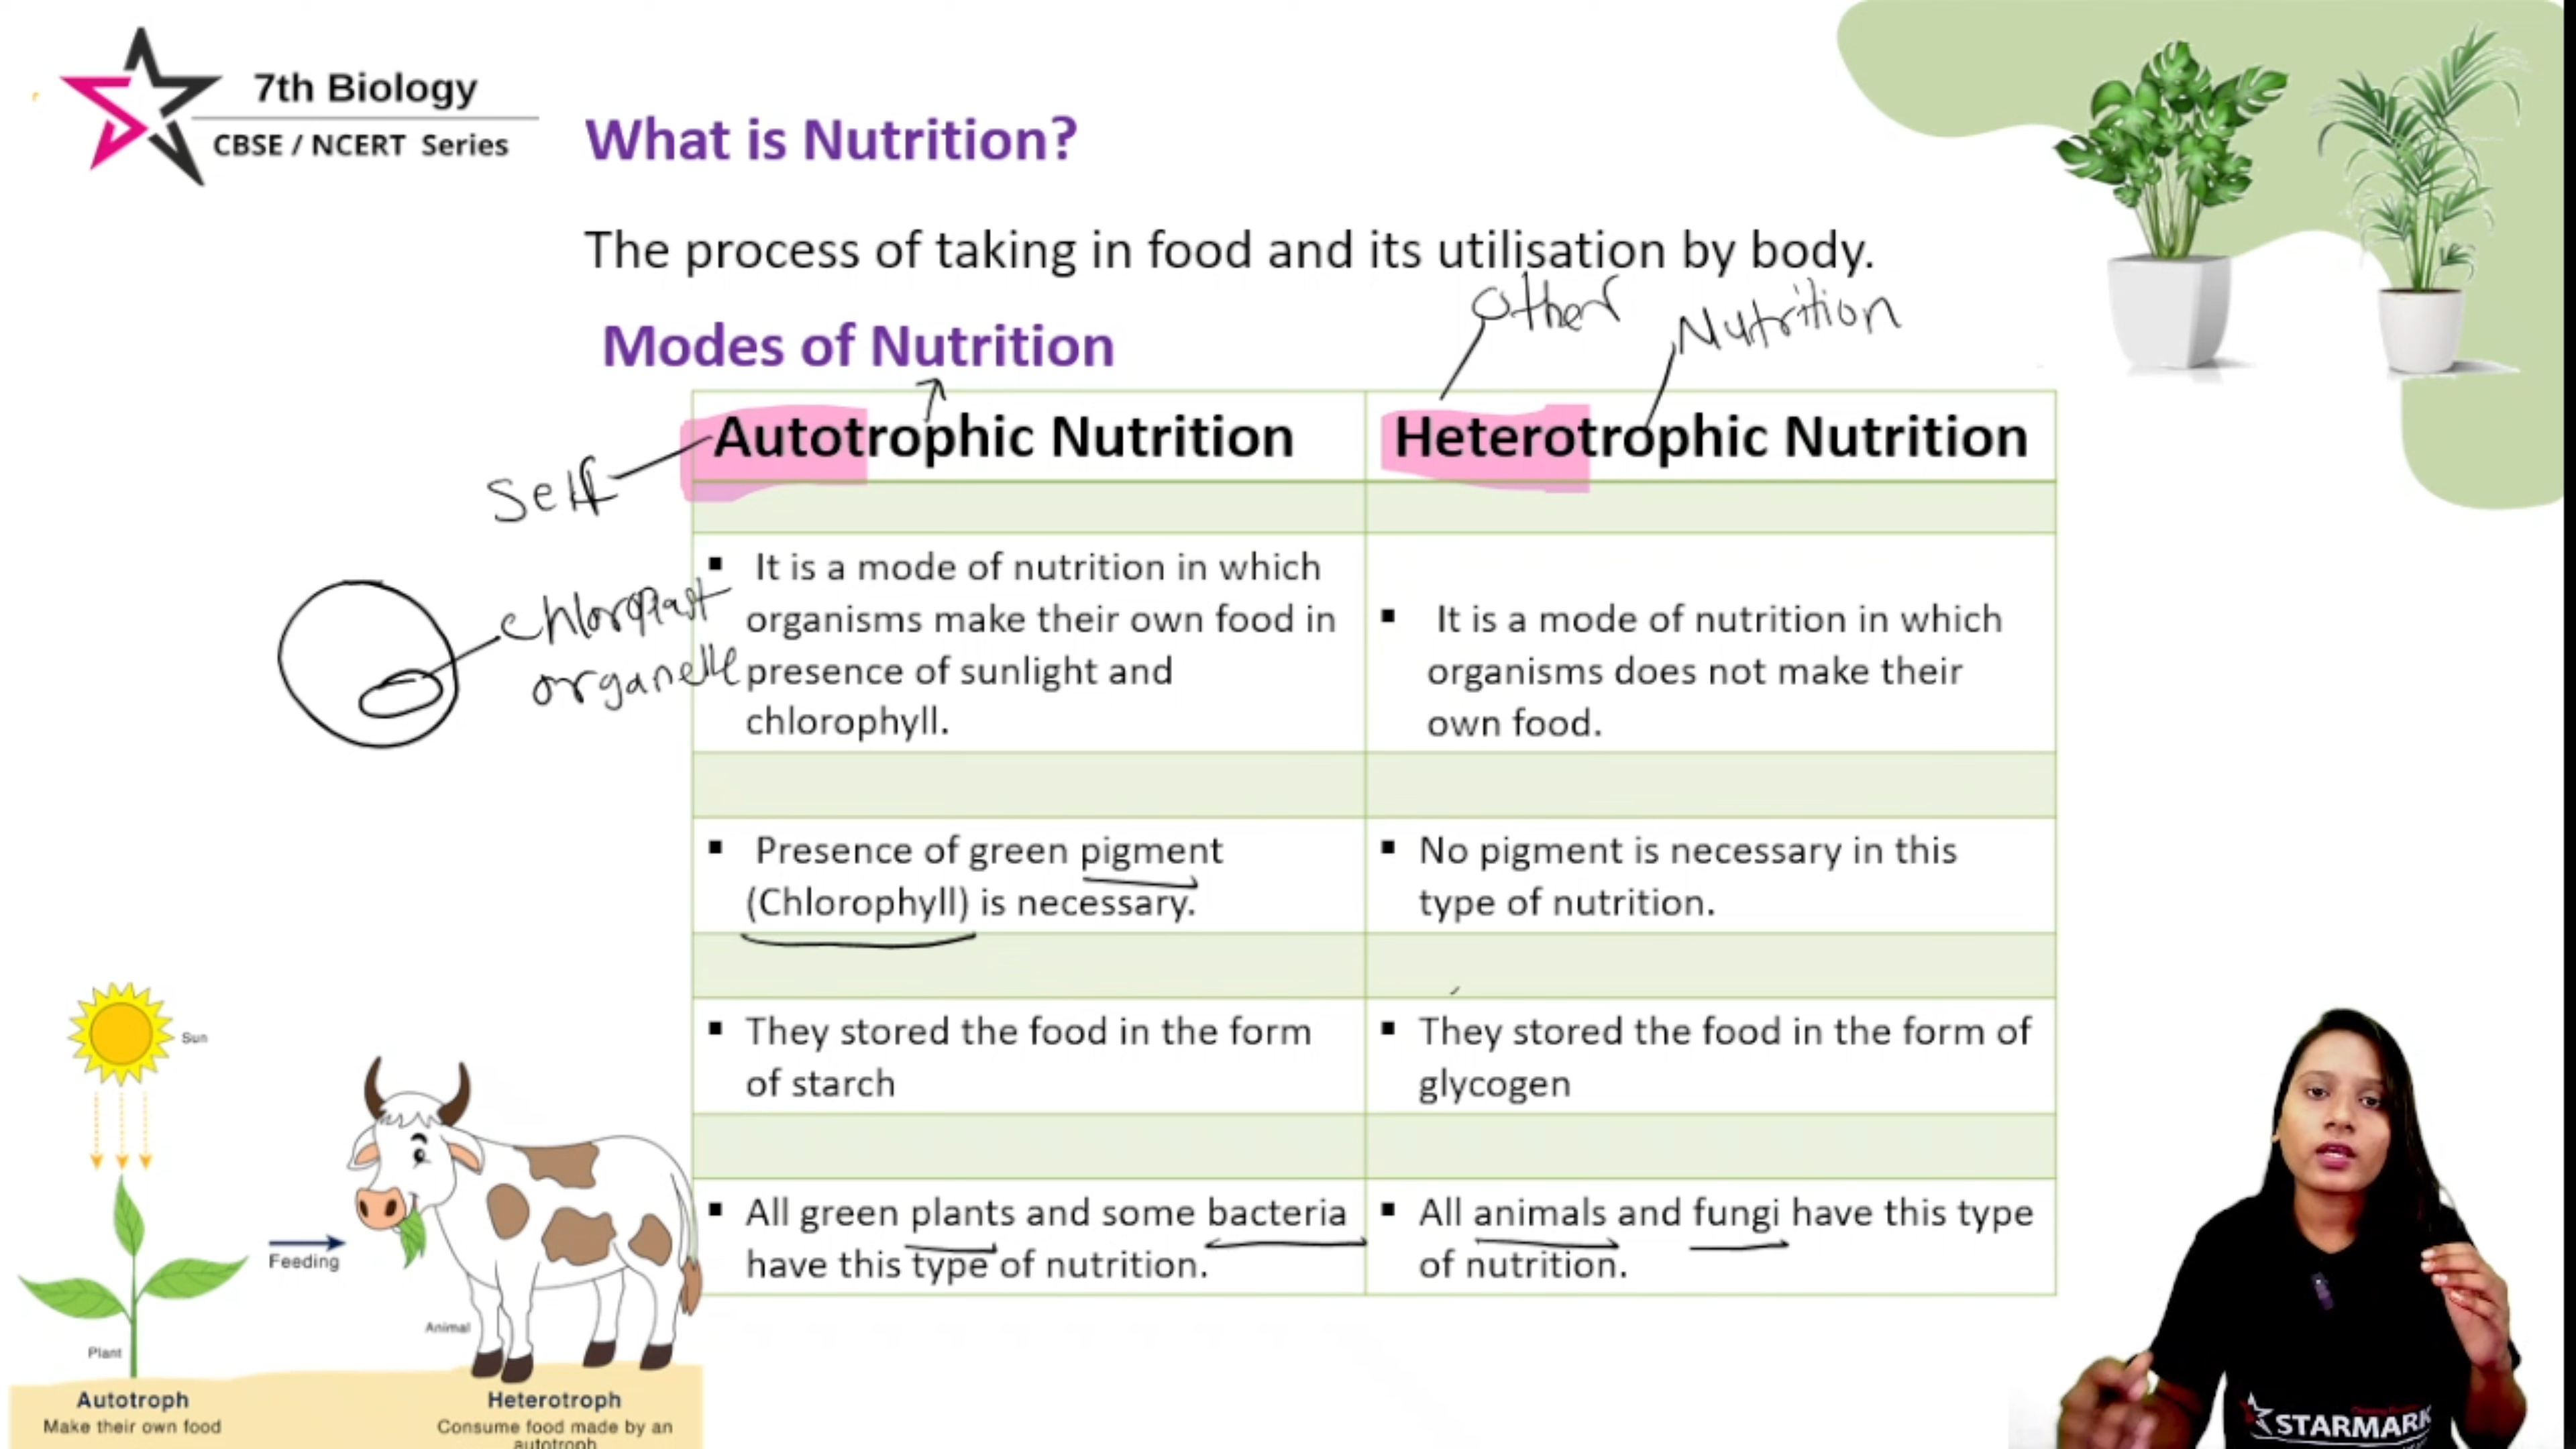 7th Biology
CBSE / NCERT Series
What is Nutrition?
The process of taking in food and its utilisation by body.
Other
Nutrition
Modes of Nutrition
Autotrophic Nutrition
Heterotrophic Nutrition
Self
It is a mode of nutrition in which
organisms make their own food in
presence of sunlight and
chlorophyll.
It is a mode of nutrition in which
organisms does not make their
own food.
chloroplast
organelle
Presence of green pigment
(Chlorophyll) is necessary.
No pigment is necessary in this
type of nutrition.
They stored the food in the form
of starch
They stored the food in the form of
glycogen
All green plants and some bacteria
have this type of nutrition.
All animals and fungi have this type
of nutrition.
Sun
Feeding
Animal
Plant
Autotroph
Make their own food
Heterotroph
Consume food made by an
autotroph
STARMARK